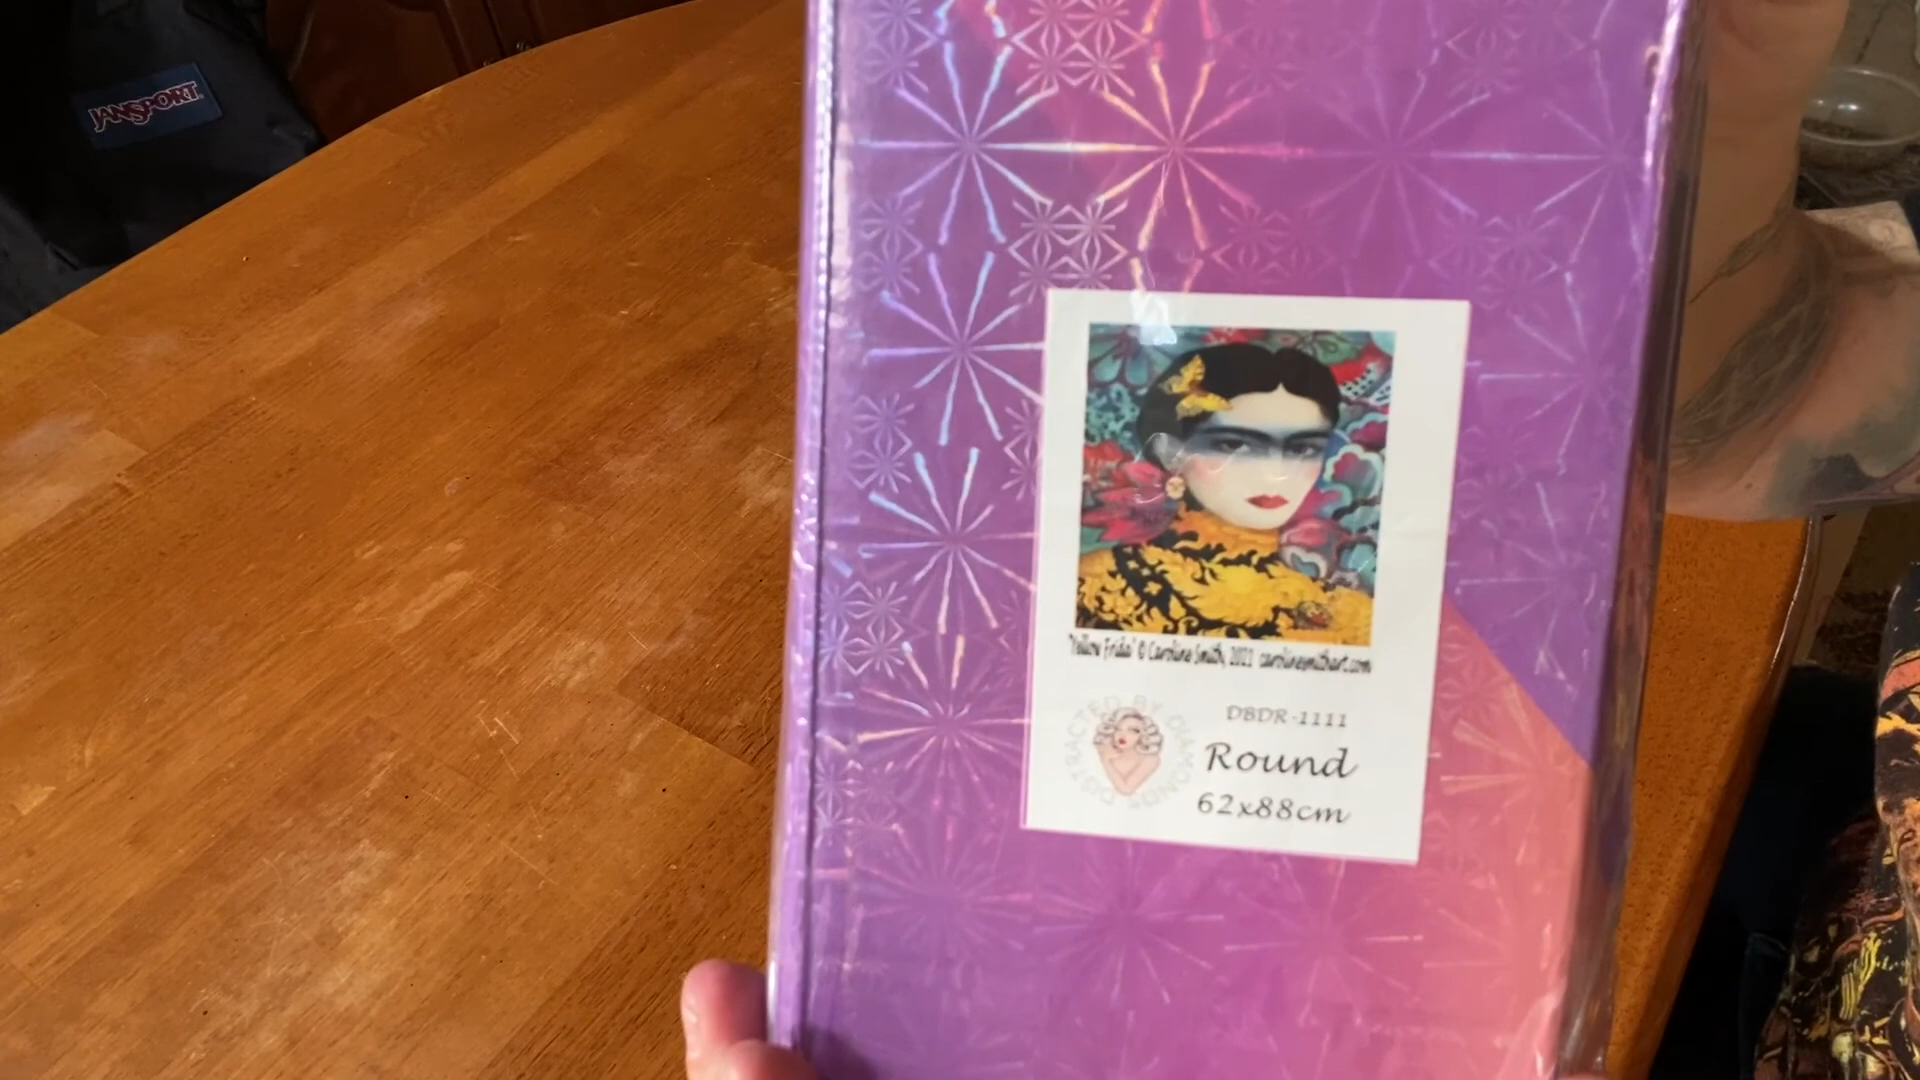 JANSPORT
"Yellow Frida" © Caroline Smith, 2021 carolinesmithart.com
DISTRACTED BY DIAMONDS
DBDR-1111
Round
62x88cm